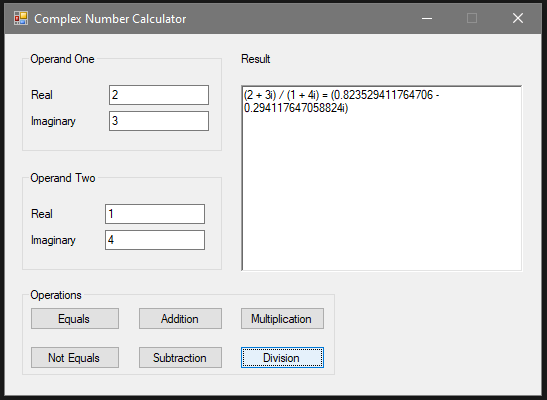 Complex Number Calculator
Operand One
Real 2
Imaginary 3
Operand Two
Real 1
Imaginary 4
Result
(2 + 3i) / (1 + 4i) = (0.823529411764706 -
0.294117647058824i)
Operations
Equals Addition Multiplication
Not Equals Subtraction Division